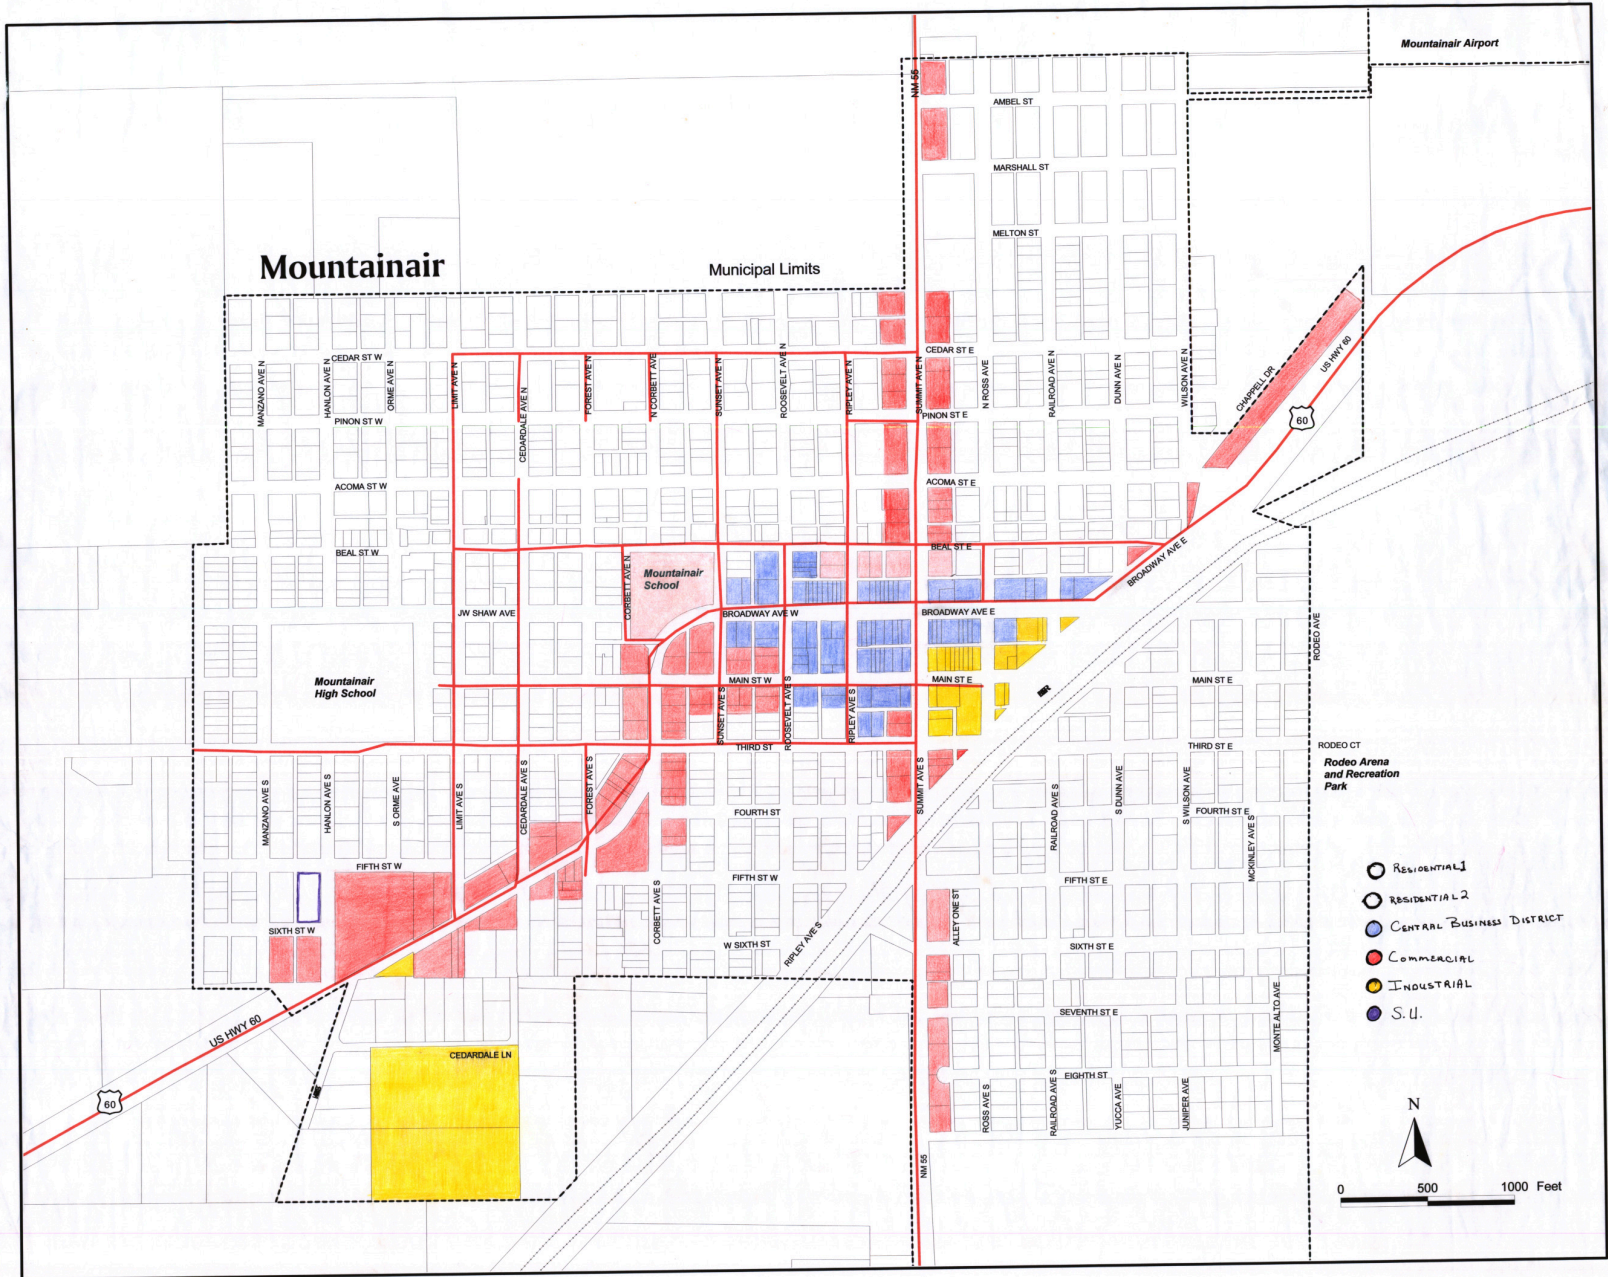 Mountainair Airport
NM 55
AMBEL ST
MARSHALL ST
MELTON ST
Mountainair
Municipal Limits
CEDAR ST W
CEDAR ST E
MANZANO AVE N
HANLON AVE N
ORME AVE N
LIMIT AVE N
CEDARDALE AVE N
FOREST AVE N
N CORBETT AVE
SUNSET AVE N
ROOSEVELT AVE N
RIPLEY AVE N
SUMMIT AVE N
N ROSS AVE
RAILROAD AVE N
DUNN AVE N
WILSON AVE N
CHAPPELL DR
US HWY 60
60
PINON ST W
PINON ST E
ACOMA ST W
ACOMA ST E
BEAL ST W
BEAL ST E
BROADWAY AVE E
CORBETT AVE N
Mountainair
School
JW SHAW AVE
BROADWAY AVE W
BROADWAY AVE E
RODEO AVE
Mountainair
High School
MAIN ST W
MAIN ST E
MAIN ST E
SUNSET AVE S
ROOSEVELT AVE S
RIPLEY AVE S
THIRD ST
THIRD ST E
RODEO CT
Rodeo Arena
and Recreation
Park
MANZANO AVE S
HANLON AVE S
S ORME AVE
LIMIT AVE S
CEDARDALE AVE S
FOREST AVE S
SUMMIT AVE S
RAILROAD AVE S
S DUNN AVE
S WILSON AVE
MCKINLEY AVE S
FOURTH ST
FOURTH ST E
FIFTH ST W
FIFTH ST W
FIFTH ST E
RESIDENTIAL 1
RESIDENTIAL 2
CENTRAL BUSINESS DISTRICT
COMMERCIAL
INDUSTRIAL
S.U.
CORBETT AVE S
ALLEY ONE ST
SIXTH ST W
W SIXTH ST
RIPLEY AVE S
SIXTH ST E
SEVENTH ST E
MONTE ALTO AVE
US HWY 60
60
CEDARDALE LN
EIGHTH ST
ROSS AVE S
RAILROAD AVE S
YUCCA AVE
JUNIPER AVE
NM 55
N
0 500 1000 Feet